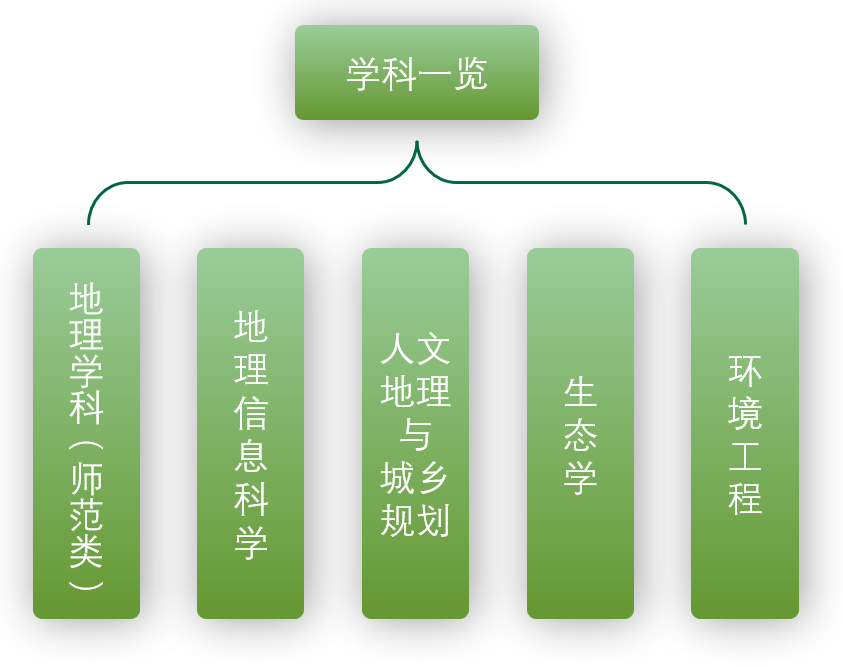 学科一览
地理学科（师范类）
地理信息科学
人文
地理
与
城乡
规划
生态学
环境工程